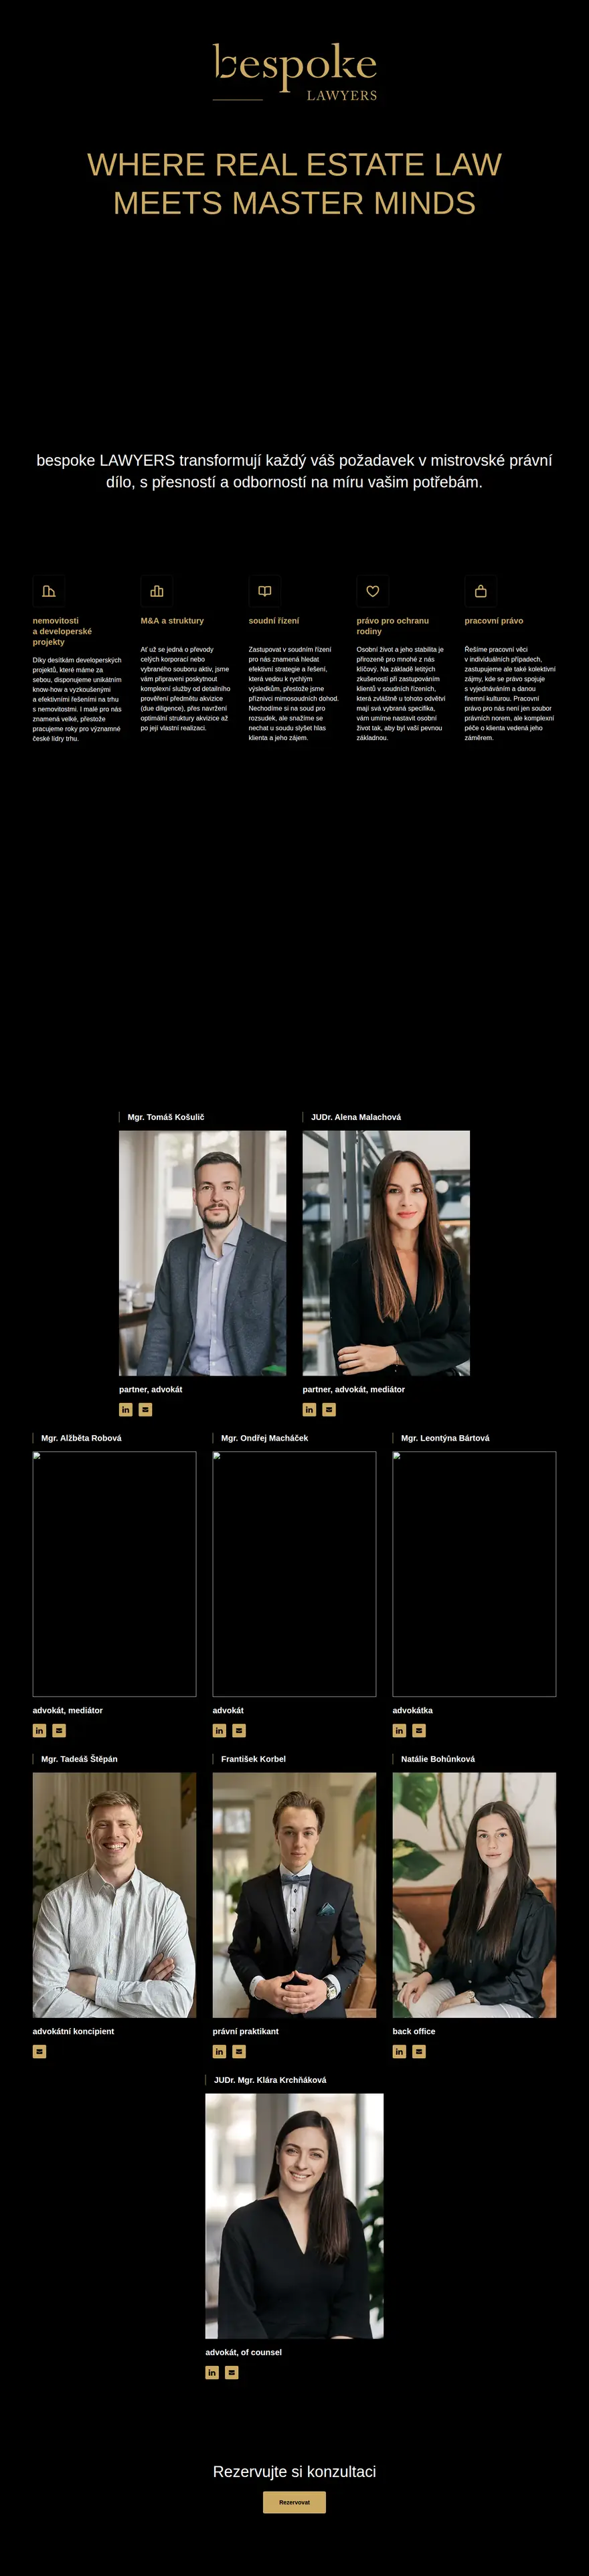 bespoke
LAWYERS
WHERE REAL ESTATE LAW
MEETS MASTER MINDS
bespoke LAWYERS transformují každý váš požadavek v mistrovské právní
dílo, s přesností a odborností na míru vašim potřebám.
nemovitosti
a developerské
projekty
Díky desítkám developerských
projektů, které máme za
sebou, disponujeme unikátním
know-how a vyzkoušenými
a efektivními řešeními na trhu
s nemovitostmi. I malé pro nás
znamená velké, přestože
pracujeme roky pro významné
české lídry trhu.
M&A a struktury
Ať už se jedná o převody
celých korporací nebo
vybraného souboru aktiv, jsme
vám připraveni poskytnout
komplexní služby od detailního
prověření předmětu akvizice
(due diligence), přes navržení
optimální struktury akvizice až
po její vlastní realizaci.
soudní řízení
Zastupovat v soudním řízení
pro nás znamená hledat
efektivní strategie a řešení,
která vedou k rychlým
výsledkům, přestože jsme
příznivci mimosoudních dohod.
Nechodíme si na soud pro
rozsudek, ale snažíme se
nechat u soudu slyšet hlas
klienta a jeho zájem.
právo pro ochranu
rodiny
Osobní život a jeho stabilita je
přirozeně pro mnohé z nás
klíčový. Na základě letitých
zkušeností při zastupováním
klientů v soudních řízeních,
která zvláštně u tohoto odvětví
mají svá vybraná specifika,
vám umíme nastavit osobní
život tak, aby byl vaší pevnou
základnou.
pracovní právo
Řešíme pracovní věci
v individuálních případech,
zastupujeme ale také kolektivní
zájmy, kde se právo spojuje
s vyjednáváním a danou
firemní kulturou. Pracovní
právo pro nás není jen soubor
právních norem, ale komplexní
péče o klienta vedená jeho
záměrem.
Mgr. Tomáš Košulič
JUDr. Alena Malachová
partner, advokát
partner, advokát, mediátor
Mgr. Alžběta Robová
Mgr. Ondřej Macháček
Mgr. Leontýna Bártová
advokát, mediátor
advokát
advokátka
Mgr. Tadeáš Štěpán
František Korbel
Natálie Bohůnková
advokátní koncipient
právní praktikant
back office
JUDr. Mgr. Klára Krchňáková
advokát, of counsel
Rezervujte si konzultaci
Rezervovat